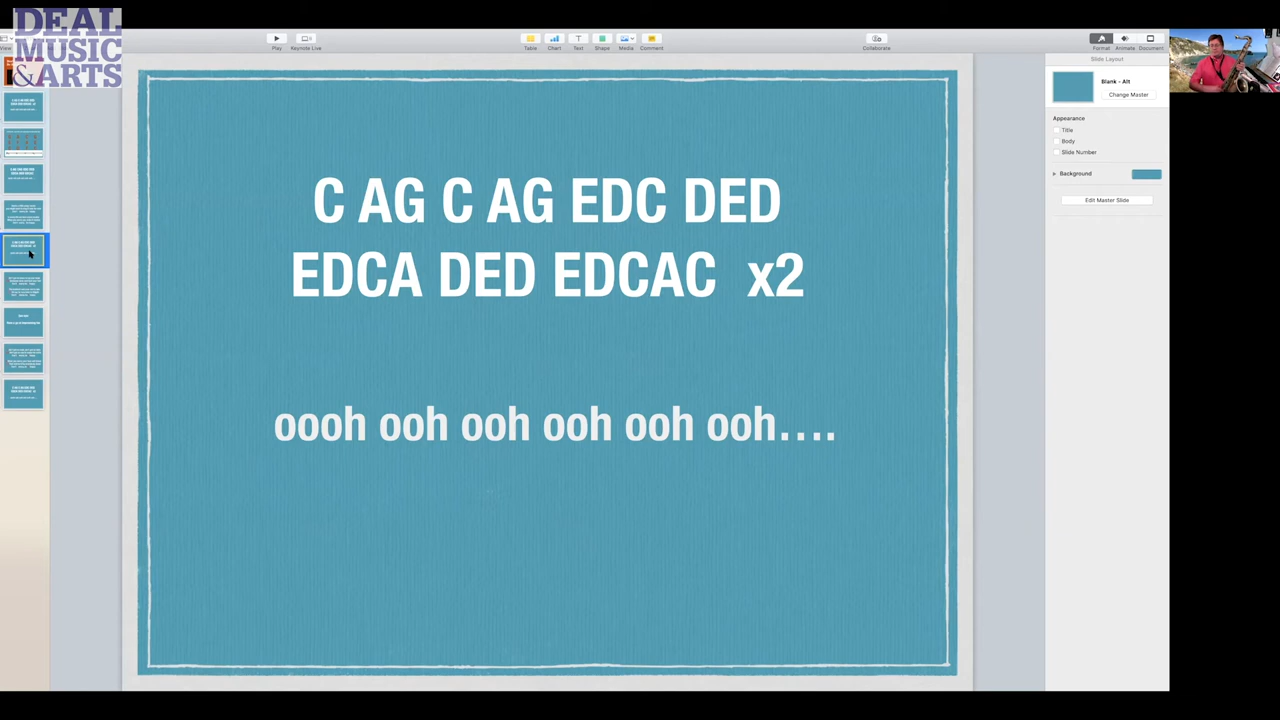 DEAL
MUSIC
&ARTS
View
Play
Keynote Live
Table
Chart
Text
Shape
Media
Comment
Collaborate
Format
Animate
Document
Slide Layout
Blank - Alt
Change Master
Appearance
Title
Body
Slide Number
Background
Edit Master Slide
C AG C AG EDC DED
EDCA DED EDCAC x2
oooh ooh ooh ooh ooh ooh….